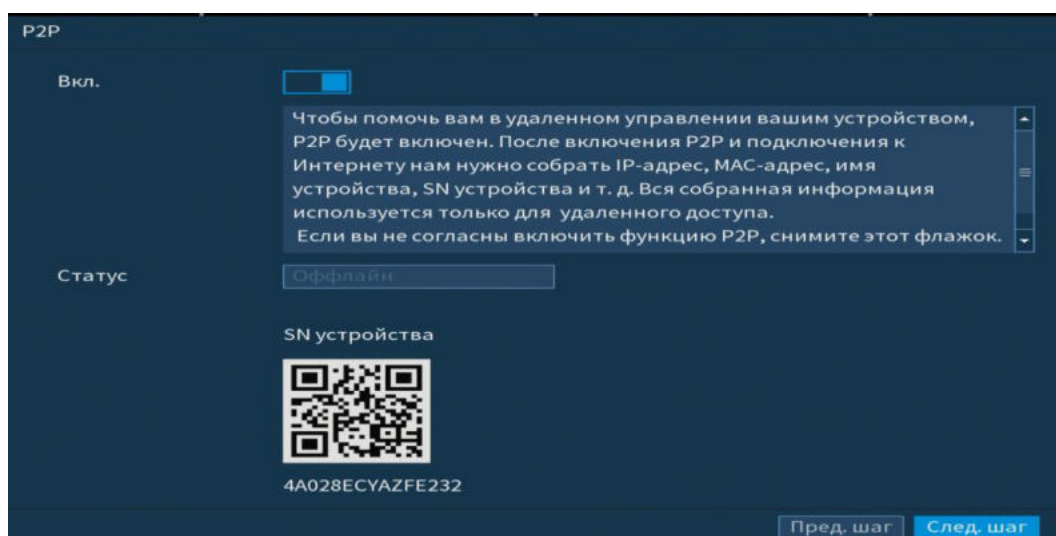 P2P
Вкл.
Чтобы помочь вам в удаленном управлении вашим устройством,
P2P будет включен. После включения P2P и подключения к
Интернету нам нужно собрать IP-адрес, MAC-адрес, имя
устройства, SN устройства и т. д. Вся собранная информация
используется только для удаленного доступа.
Если вы не согласны включить функцию P2P, снимите этот флажок.
Статус
Оффлайн
SN устройства
4A028ECYAZFE232
Пред. шаг
След. шаг